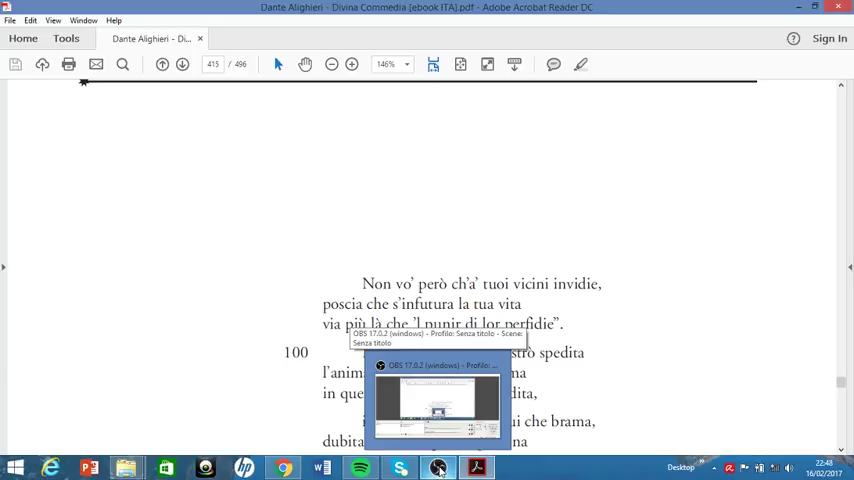 Dante Alighieri - Divina Commedia [ebook ITA].pdf - Adobe Acrobat Reader DC
File Edit View Window Help
Home Tools Dante Alighieri - Di... × Sign In
415 / 496 146%
Non vo' però ch'a' tuoi vicini invidie,
poscia che s'infutura la tua vita
via più là che 'l punir di lor perfidie”.
OBS 17.0.2 (windows) - Profilo: Senza titolo - Scene:
Senza titolo
100 strò spedita
OBS 17.0.2 (windows) - Profilo: ...
l'anima
in que dita,
ui che brama,
dubita
Desktop 22:48
16/02/2017